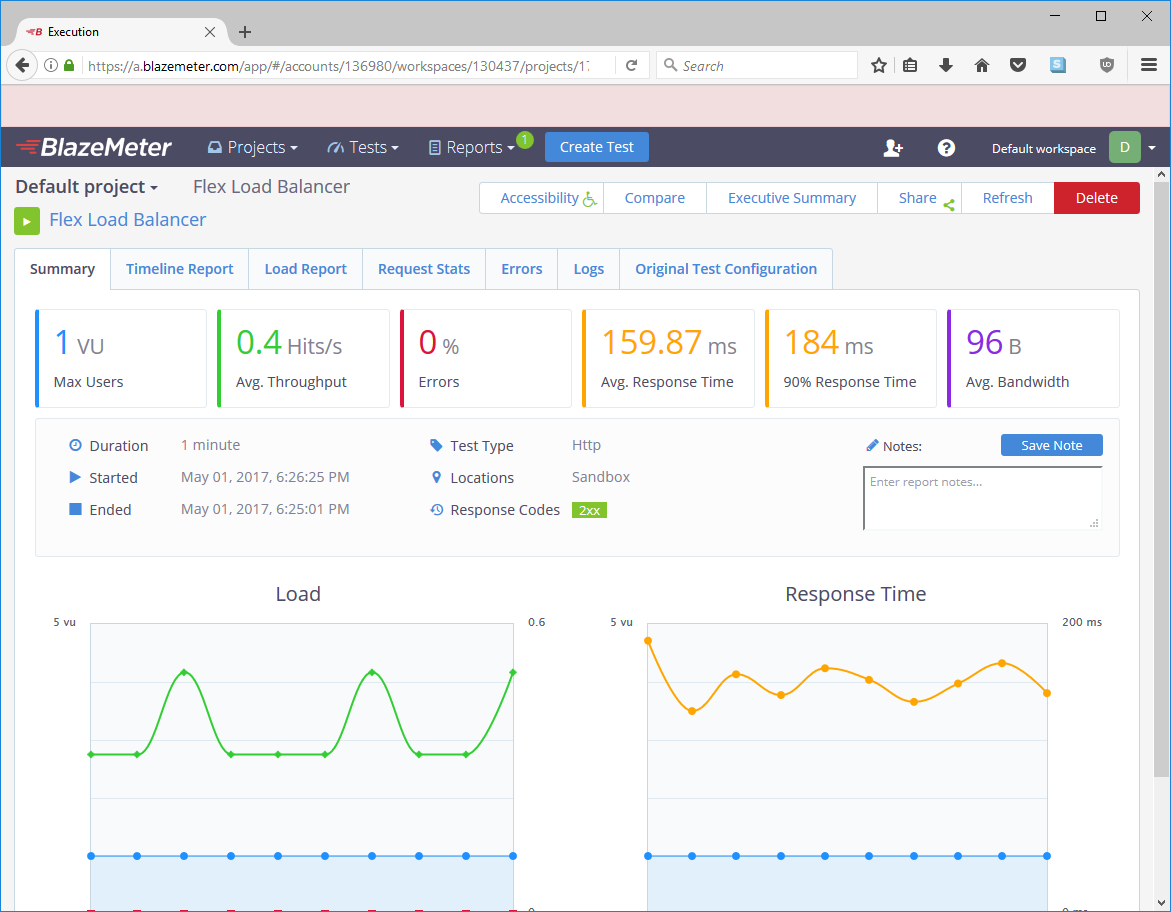 Execution
https://a.blazemeter.com/app/#/accounts/136980/workspaces/130437/projects/17
Search
BlazeMeter
Projects
Tests
Reports
1
Create Test
Default workspace
D
Default project
Flex Load Balancer
Accessibility
Compare
Executive Summary
Share
Refresh
Delete
Flex Load Balancer
Summary
Timeline Report
Load Report
Request Stats
Errors
Logs
Original Test Configuration
1 VU
Max Users
0.4 Hits/s
Avg. Throughput
0 %
Errors
159.87 ms
Avg. Response Time
184 ms
90% Response Time
96 B
Avg. Bandwidth
Duration 1 minute
Started May 01, 2017, 6:26:25 PM
Ended May 01, 2017, 6:25:01 PM
Test Type Http
Locations Sandbox
Response Codes 2xx
Notes:
Save Note
Enter report notes...
Load
5 vu
0.6
Response Time
5 vu
200 ms